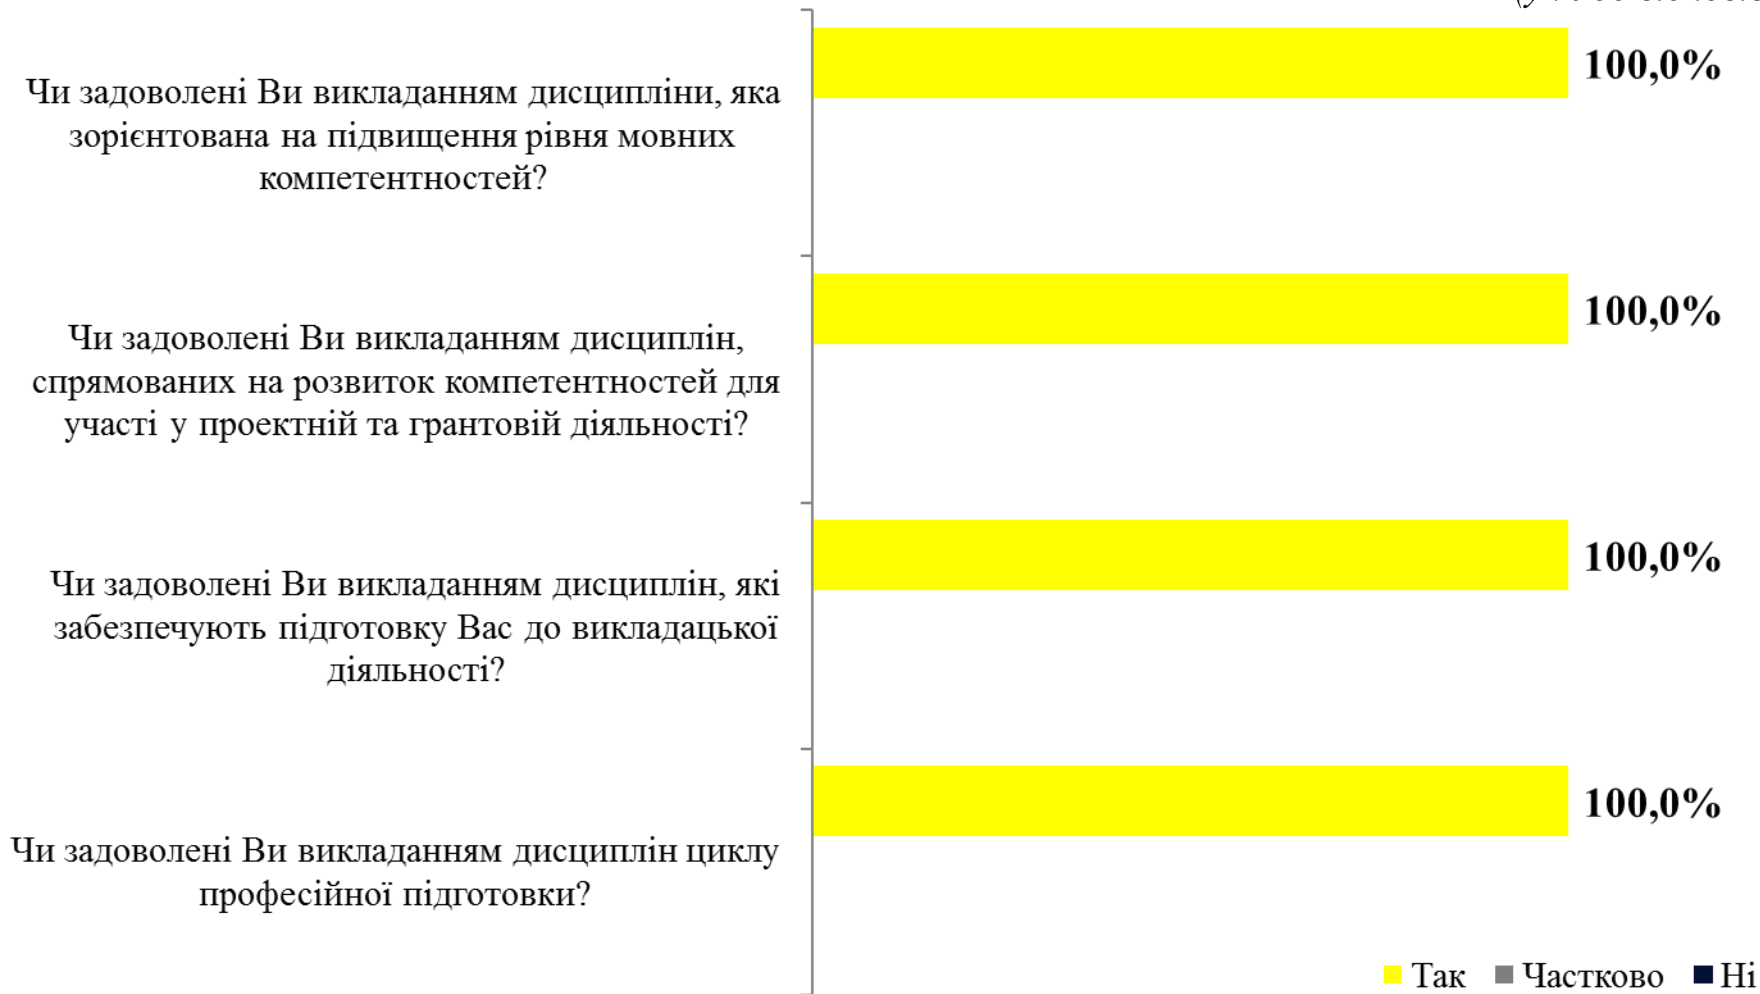 100,0%
Чи задоволені Ви викладанням дисципліни, яка
зорієнтована на підвищення рівня мовних
компетентностей?
100,0%
Чи задоволені Ви викладанням дисциплін,
спрямованих на розвиток компетентностей для
участі у проектній та грантовій діяльності?
100,0%
Чи задоволені Ви викладанням дисциплін, які
забезпечують підготовку Вас до викладацької
діяльності?
100,0%
Чи задоволені Ви викладанням дисциплін циклу
професійної підготовки?
Так Частково Ні